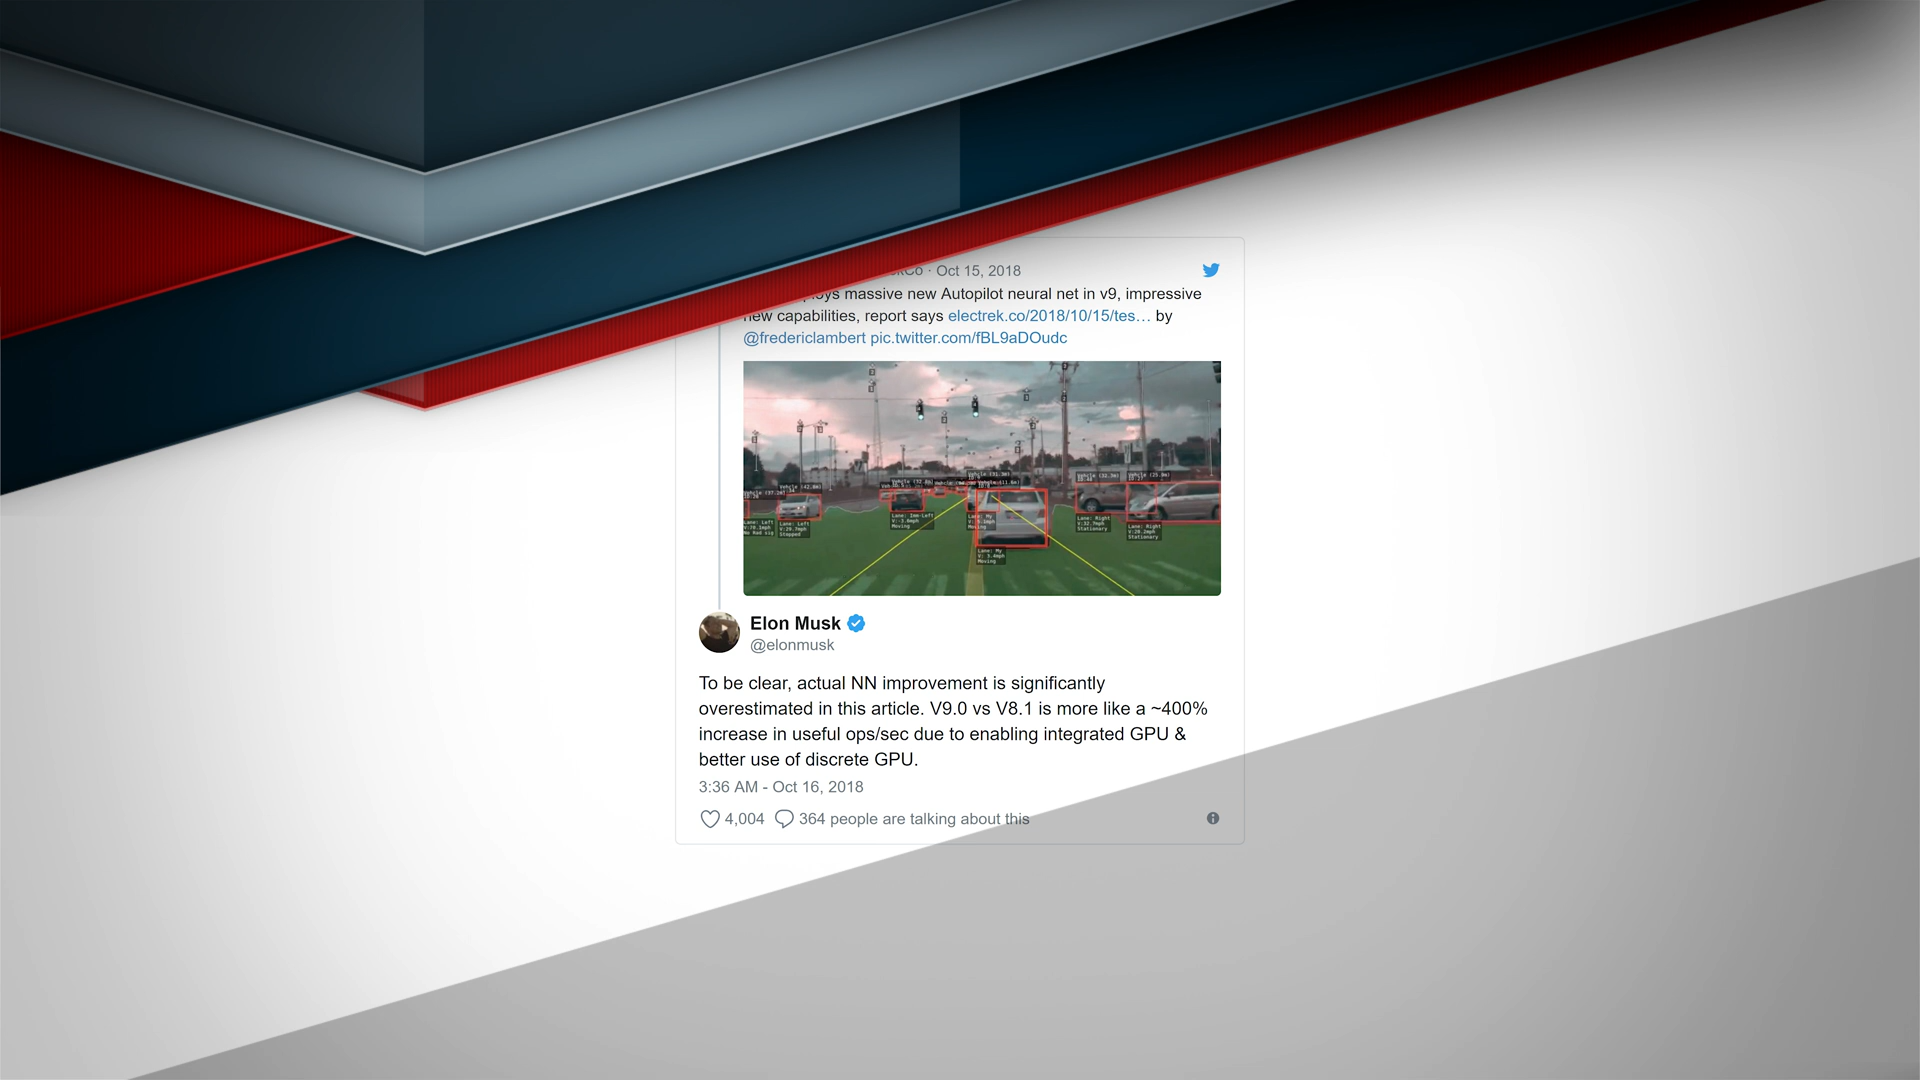 · Oct 15, 2018
massive new Autopilot neural net in v9, impressive
new capabilities, report says electrek.co/2018/10/15/tes… by
@fredericlambert pic.twitter.com/fBL9aDOudc
Elon Musk
@elonmusk
To be clear, actual NN improvement is significantly
overestimated in this article. V9.0 vs V8.1 is more like a ~400%
increase in useful ops/sec due to enabling integrated GPU &
better use of discrete GPU.
3:36 AM - Oct 16, 2018
4,004 364 people are talking about this